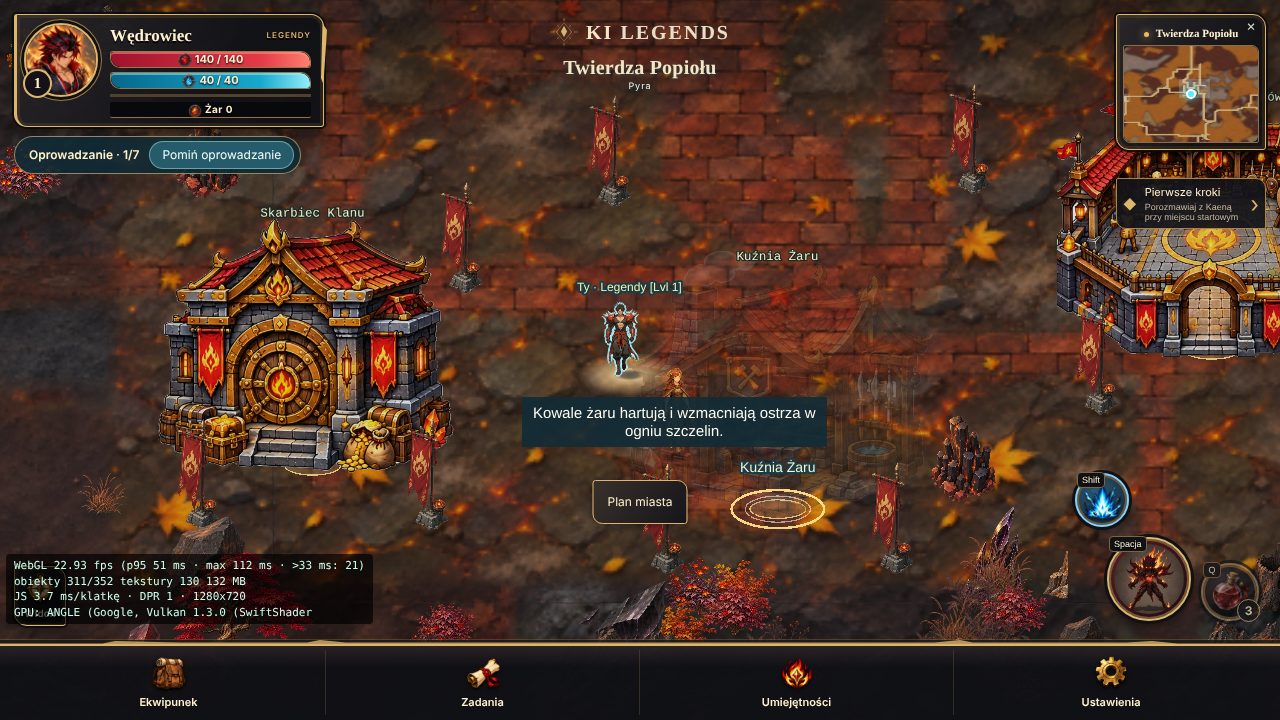 Wędrowiec
LEGENDY
140 / 140
40 / 40
1
Żar 0
Oprowadzanie · 1/7
Pomiń oprowadzanie
KI LEGENDS
Twierdza Popiołu
Pyra
Twierdza Popiołu
×
Pierwsze kroki
Porozmawiaj z Kaeną
przy miejscu startowym
Skarbiec Klanu
Kuźnia Żaru
Ty · Legendy [Lvl 1]
Kowale żaru hartują i wzmacniają ostrza w
ogniu szczelin.
Kuźnia Żaru
Plan miasta
Shift
Spacja
Q
3
WebGL 22.93 fps (p95 51 ms · max 112 ms · >33 ms: 21)
obiekty 311/352 tekstury 130 132 MB
JS 3.7 ms/klatkę · DPR 1 · 1280x720
GPU: ANGLE (Google, Vulkan 1.3.0 (SwiftShader
Ekwipunek
Zadania
Umiejętności
Ustawienia